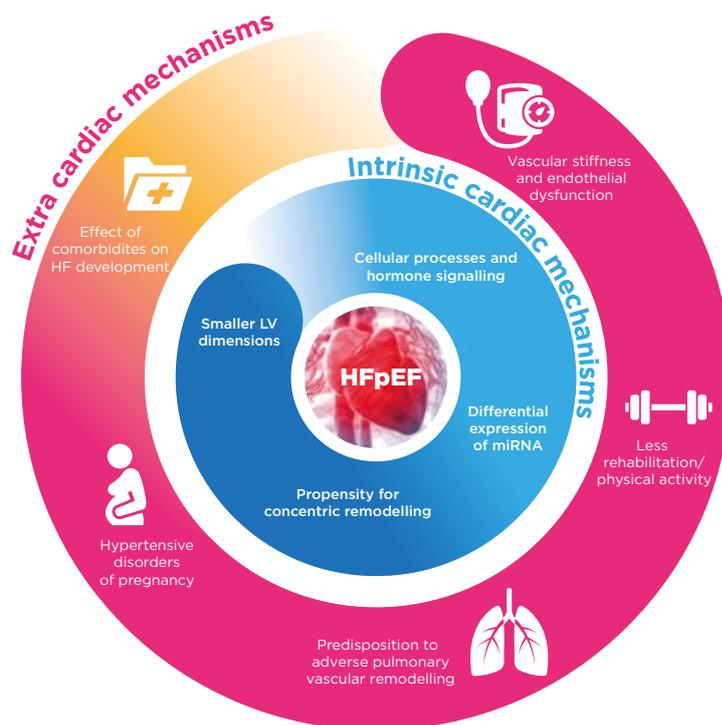 Extra cardiac mechanisms
Intrinsic cardiac mechanisms
Vascular stiffness
and endothelial
dysfunction
Less
rehabilitation/
physical activity
Predisposition to
adverse pulmonary
vascular remodelling
Hypertensive
disorders
of pregnancy
Effect of
comorbidites on
HF development
Cellular processes and
hormone signalling
Differential
expression
of miRNA
Propensity for
concentric remodelling
Smaller LV
dimensions
HFpEF